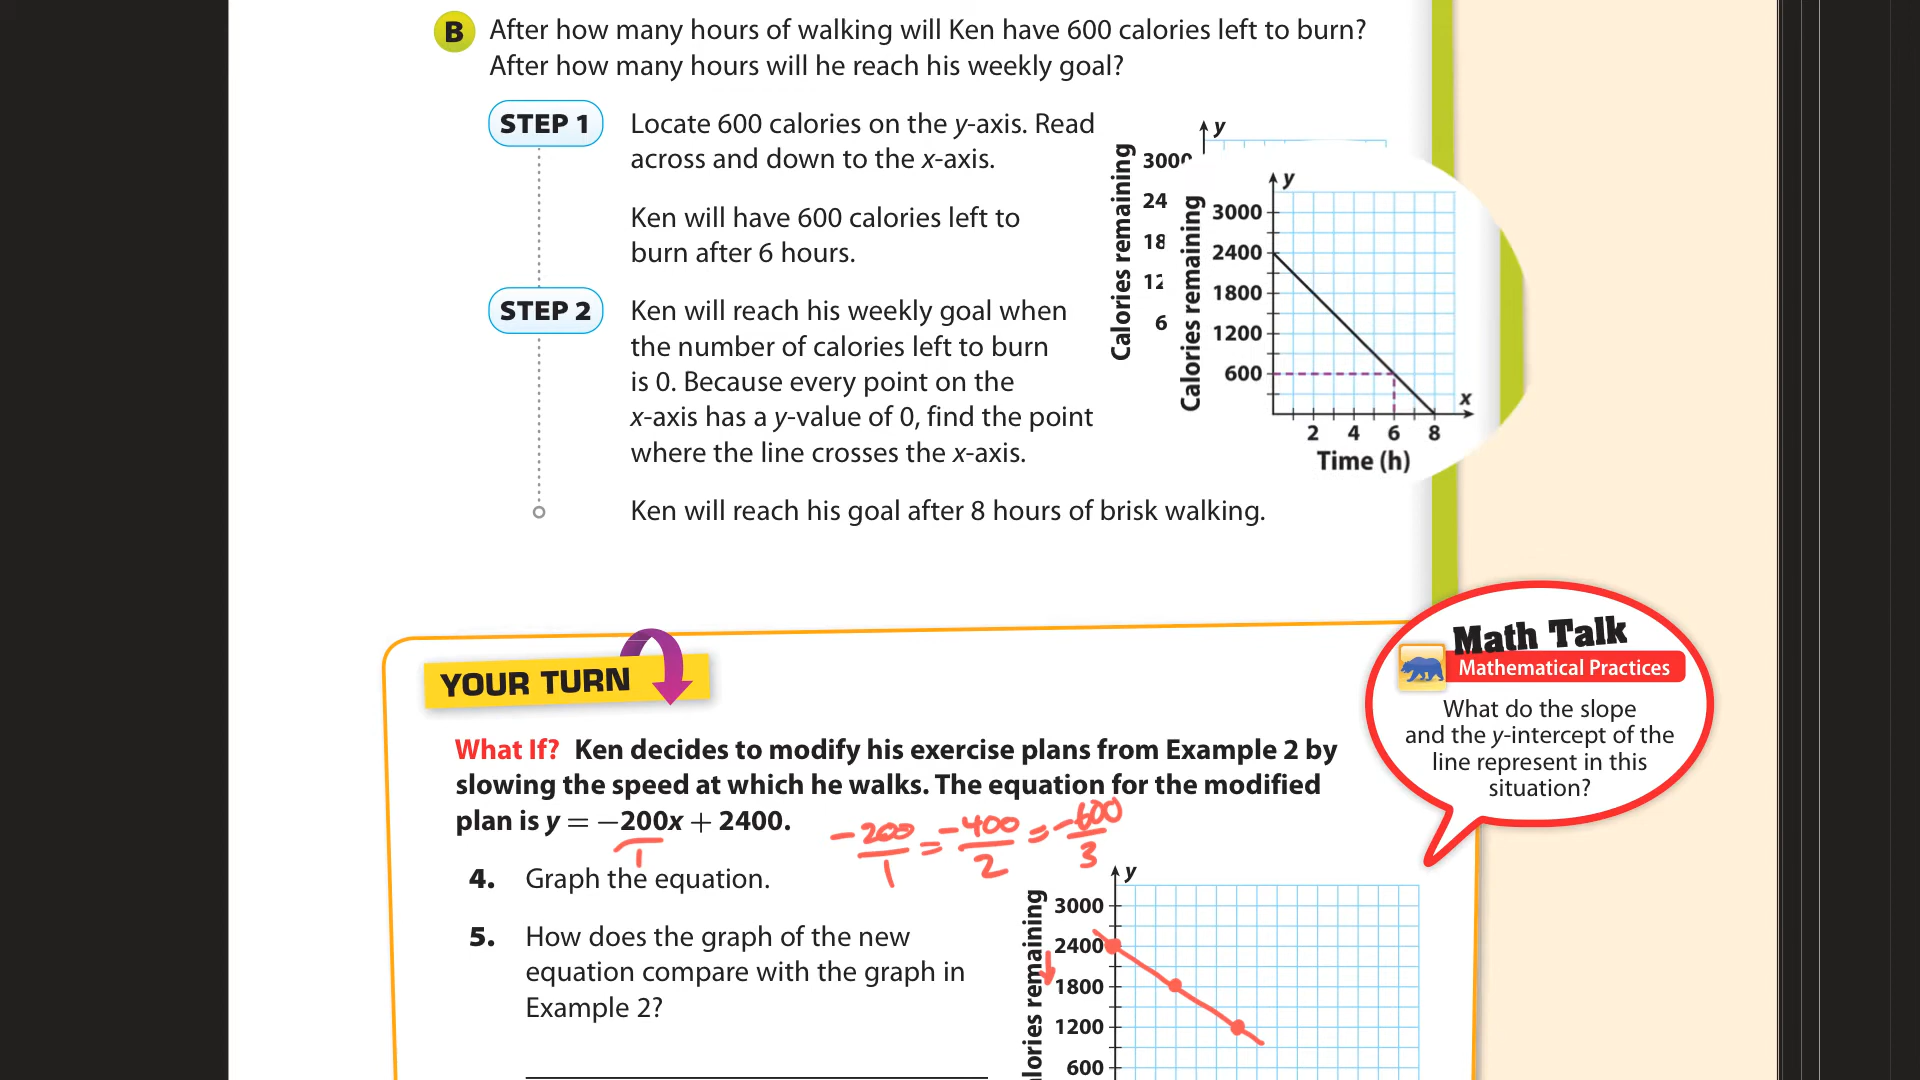 B After how many hours of walking will Ken have 600 calories left to burn?
After how many hours will he reach his weekly goal?
STEP 1 Locate 600 calories on the y-axis. Read
across and down to the x-axis.
Ken will have 600 calories left to
burn after 6 hours.
STEP 2 Ken will reach his weekly goal when
the number of calories left to burn
is 0. Because every point on the
x-axis has a y-value of 0, find the point
where the line crosses the x-axis.
Ken will reach his goal after 8 hours of brisk walking.
y
Calories remaining
3000
24
18
12
6
y
Calories remaining
3000
2400
1800
1200
600
x
2 4 6 8
Time (h)
Math Talk
Mathematical Practices
What do the slope
and the y-intercept of the
line represent in this
situation?
YOUR TURN
What If? Ken decides to modify his exercise plans from Example 2 by
slowing the speed at which he walks. The equation for the modified
plan is y = −200x + 2400.
1
-200/1 = -400/2 = -600/3
4. Graph the equation.
5. How does the graph of the new
equation compare with the graph in
Example 2?
y
alories remaining
3000
2400
1800
1200
600